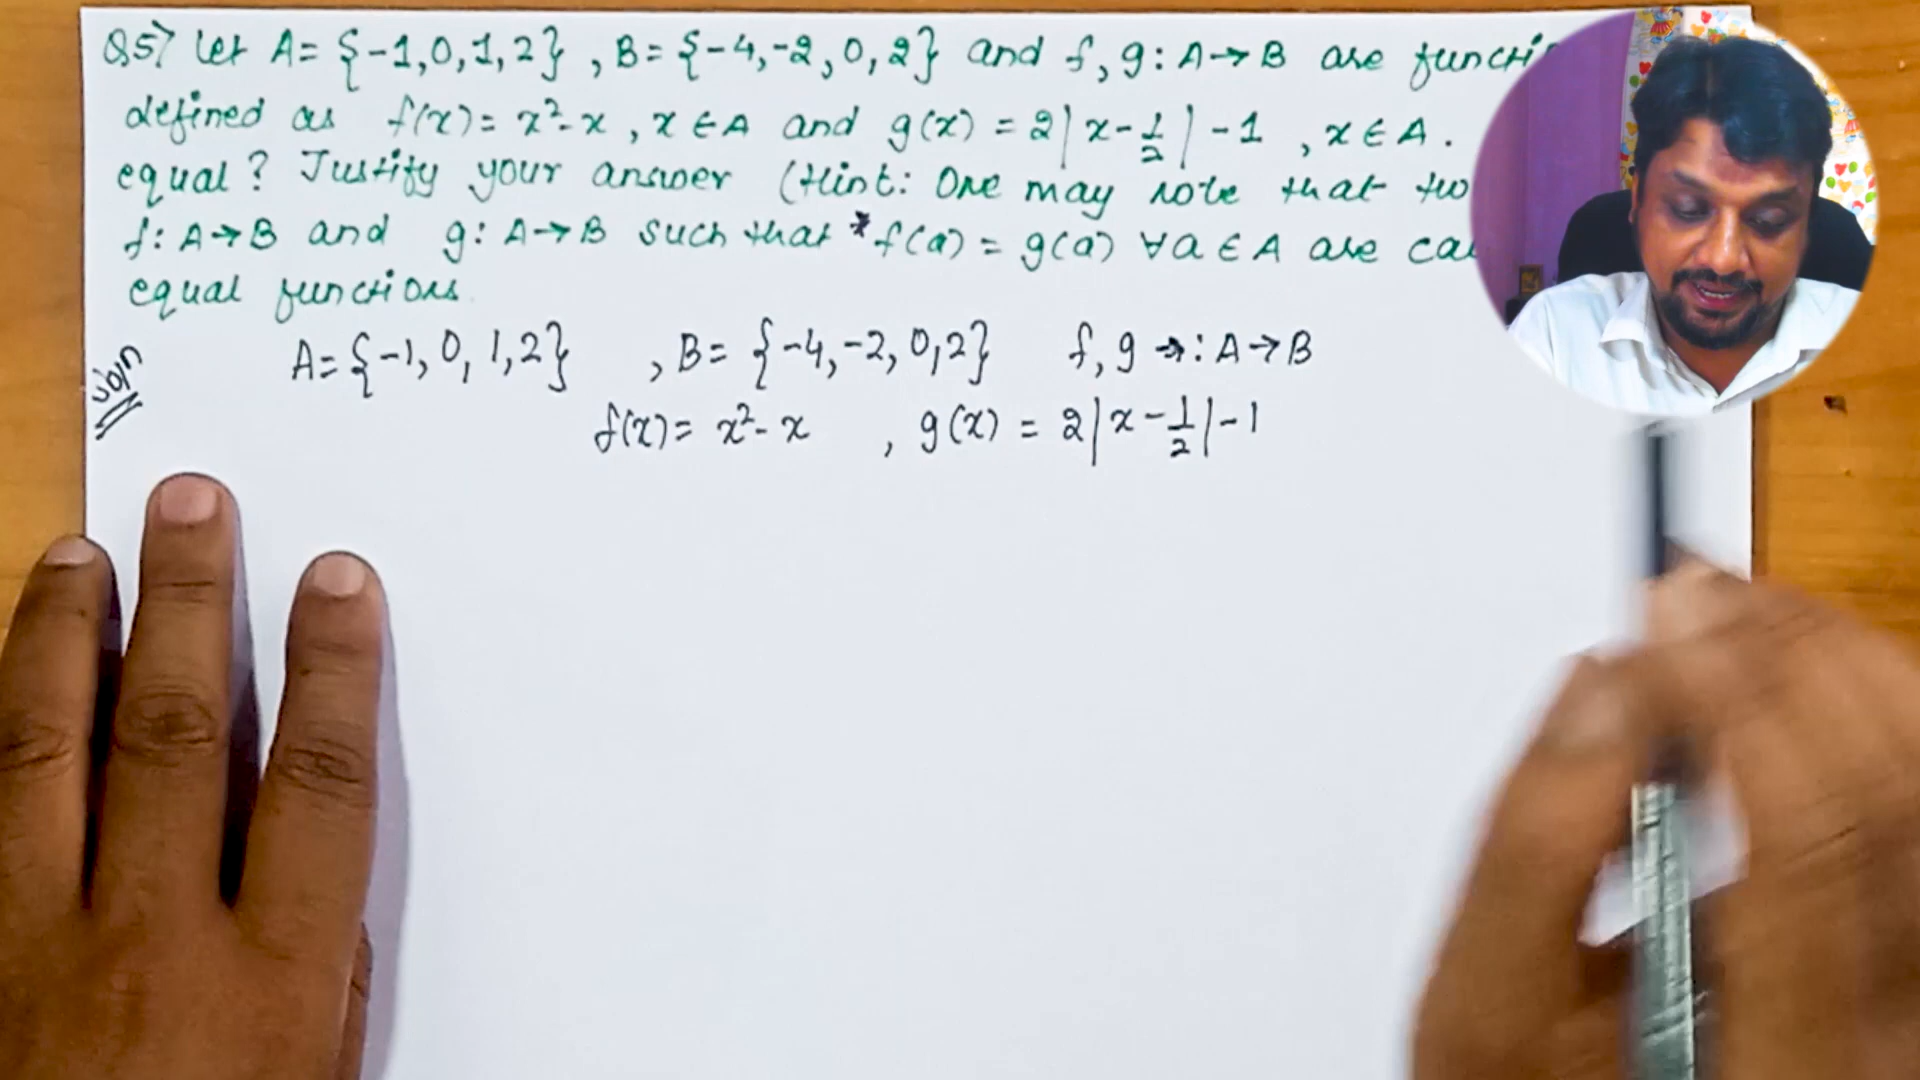 Q5> Let A= {-1,0,1,2} , B= {-4,-2,0,2} and f,g: A→B are
defined as f(x)= x²-x , x∈A and g(x) = 2|x-1/2|-1 , x∈A.
equal? Justify your answer (Hint: One may note that
f: A→B and g: A→B such that f(a) = g(a) ∀a∈A are
equal functions
Soln A= {-1, 0, 1, 2} , B= {-4, -2, 0, 2} f, g : A→B
f(x)= x²-x , g(x) = 2|x-1/2|-1